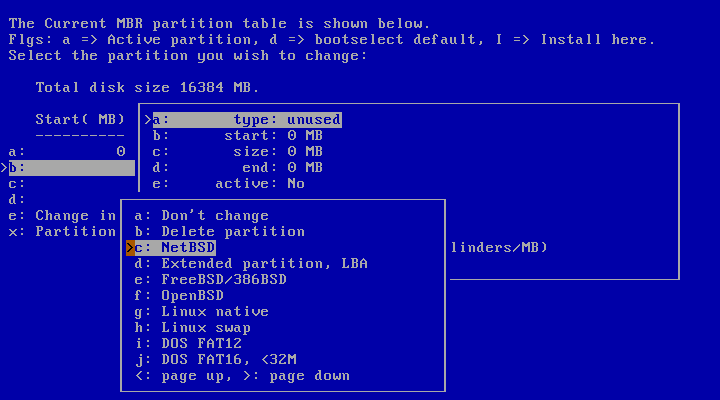 The Current MBR partition table is shown below.
Flgs: a => Active partition, d => bootselect default, I => Install here.
Select the partition you wish to change:
Total disk size 16384 MB.
Start( MB)
----------
a: 0
>b:
c:
d:
e: Change in
x: Partition
>a: type: unused
b: start: 0 MB
c: size: 0 MB
d: end: 0 MB
e: active: No
linders/MB)
a: Don't change
b: Delete partition
>c: NetBSD
d: Extended partition, LBA
e: FreeBSD/386BSD
f: OpenBSD
g: Linux native
h: Linux swap
i: DOS FAT12
j: DOS FAT16, <32M
<: page up, >: page down